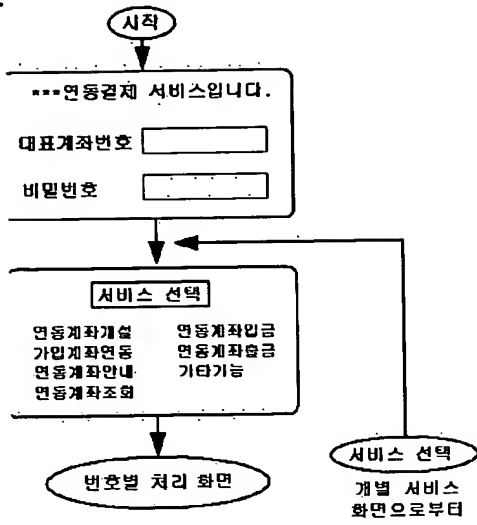 시작
***연동결제 서비스입니다.
대표계좌번호
비밀번호
서비스 선택
연동계좌개설 연동계좌입금
가입계좌연동 연동계좌출금
연동계좌안내 기타기능
연동계좌조회
번호별 처리 화면
서비스 선택
개별 서비스
화면으로부터